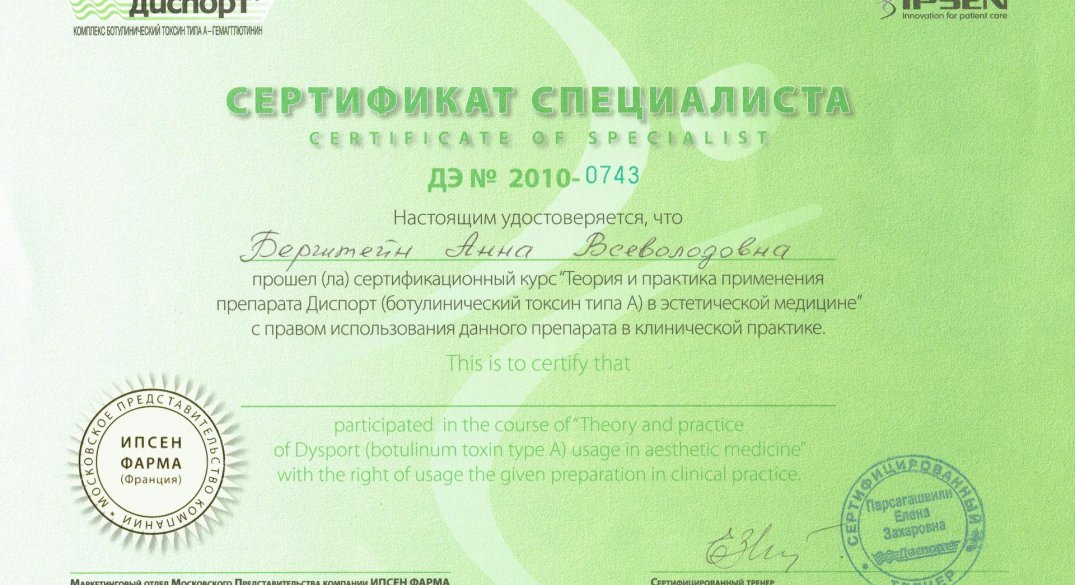 диспорт
IPSEN
КОМПЛЕКС БОТУЛИНИЧЕСКИЙ ТОКСИН ТИПА А–ГЕМАГГЛЮТИНИН
Innovation for patient care
СЕРТИФИКАТ СПЕЦИАЛИСТА
CERTIFICATE OF SPECIALIST
ДЭ № 2010-0743
Настоящим удостоверяется, что
Берштейн Анна Всеволодовна
прошел (ла) сертификационный курс "Теория и практика применения
препарата Диспорт (ботулинический токсин типа А) в эстетической медицине"
с правом использования данного препарата в клинической практике.
This is to certify that
participated in the course of "Theory and practice
of Dysport (botulinum toxin type A) usage in aesthetic medicine"
with the right of usage the given preparation in clinical practice.
МОСКОВСКОЕ ПРЕДСТАВИТЕЛЬСТВО КОМПАНИИ
ИПСЕН
ФАРМА
(Франция)
СЕРТИФИЦИРОВАННЫЙ ТРЕНЕР
Парсагашвили
Елена
Захаровна
Диспорт
Маркетинговый отдел Московского Представительства компании ИПСЕН ФАРМА
Сертифицированный тренер